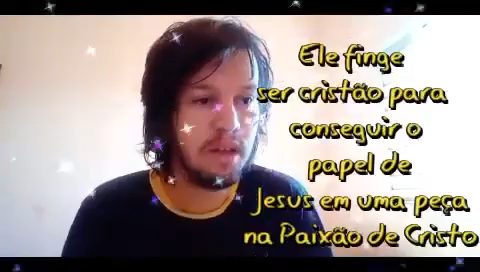 Ele finge
ser cristão para
conseguir o
papel de
Jesus em uma peça
na Paixão de Cristo